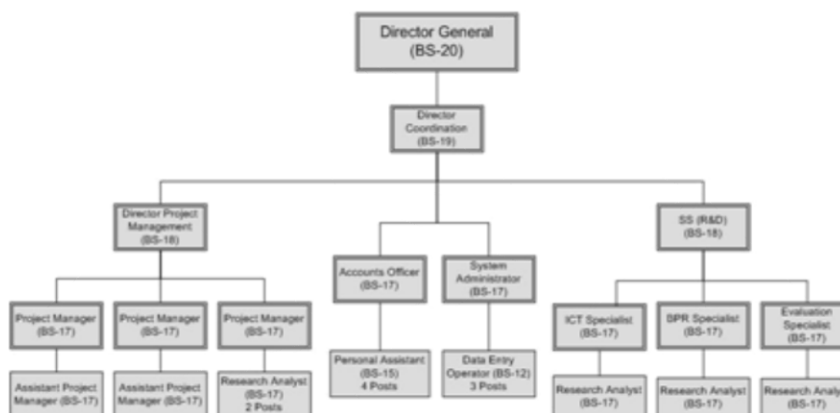 Director General
(BS-20)
Director
Coordination
(BS-19)
Director Project
Management
(BS-18)
SS (R&D)
(BS-18)
Accounts Officer
(BS-17)
System
Administrator
(BS-17)
Project Manager
(BS-17)
Project Manager
(BS-17)
Project Manager
(BS-17)
ICT Specialist
(BS-17)
BPR Specialist
(BS-17)
Evaluation
Specialist
(BS-17)
Personal Assistant
(BS-15)
4 Posts
Data Entry
Operator (BS-12)
3 Posts
Assistant Project
Manager (BS-17)
Assistant Project
Manager (BS-17)
Research Analyst
(BS-17)
2 Posts
Research Analyst
(BS-17)
Research Analyst
(BS-17)
Research Analy
(BS-17)